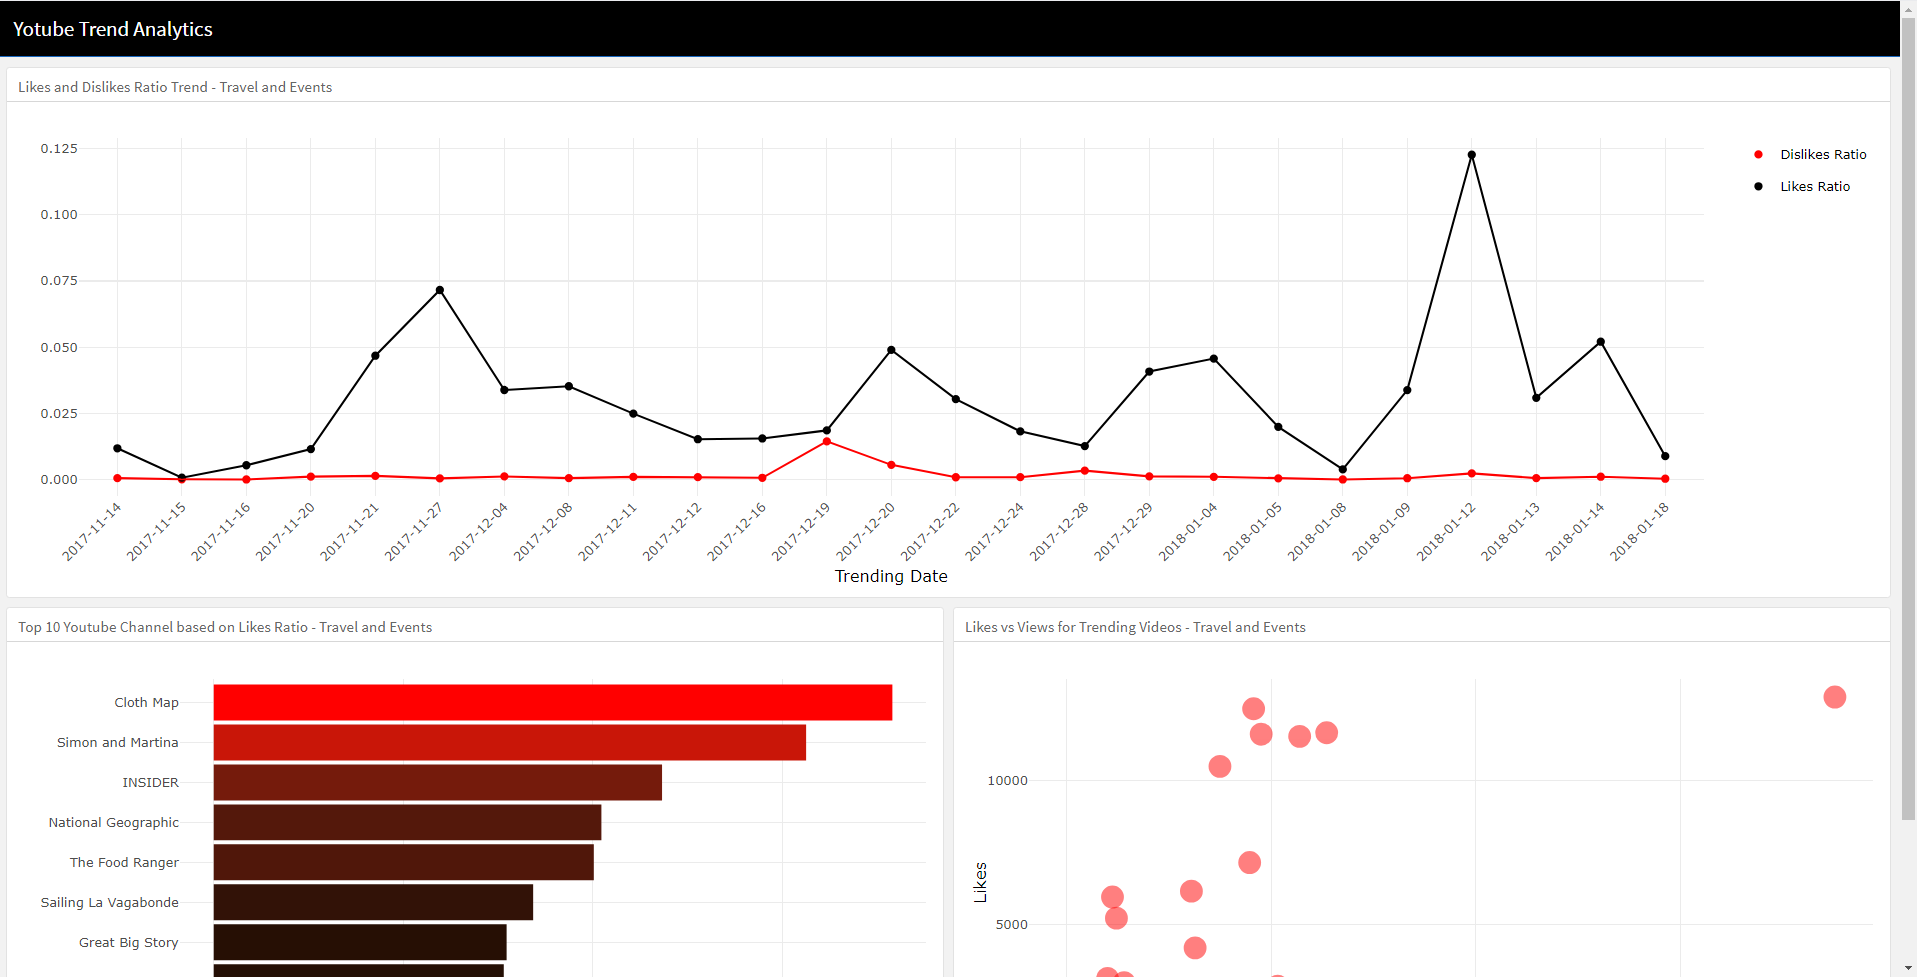 Yotube Trend Analytics
Likes and Dislikes Ratio Trend - Travel and Events
0.125
0.100
0.075
0.050
0.025
0.000
Dislikes Ratio
Likes Ratio
2017-11-14
2017-11-15
2017-11-16
2017-11-20
2017-11-21
2017-11-27
2017-12-04
2017-12-08
2017-12-11
2017-12-12
2017-12-16
2017-12-19
2017-12-20
2017-12-22
2017-12-24
2017-12-28
2017-12-29
2018-01-04
2018-01-05
2018-01-08
2018-01-09
2018-01-12
2018-01-13
2018-01-14
2018-01-18
Trending Date
Top 10 Youtube Channel based on Likes Ratio - Travel and Events
Cloth Map
Simon and Martina
INSIDER
National Geographic
The Food Ranger
Sailing La Vagabonde
Great Big Story
Likes vs Views for Trending Videos - Travel and Events
10000
5000
Likes